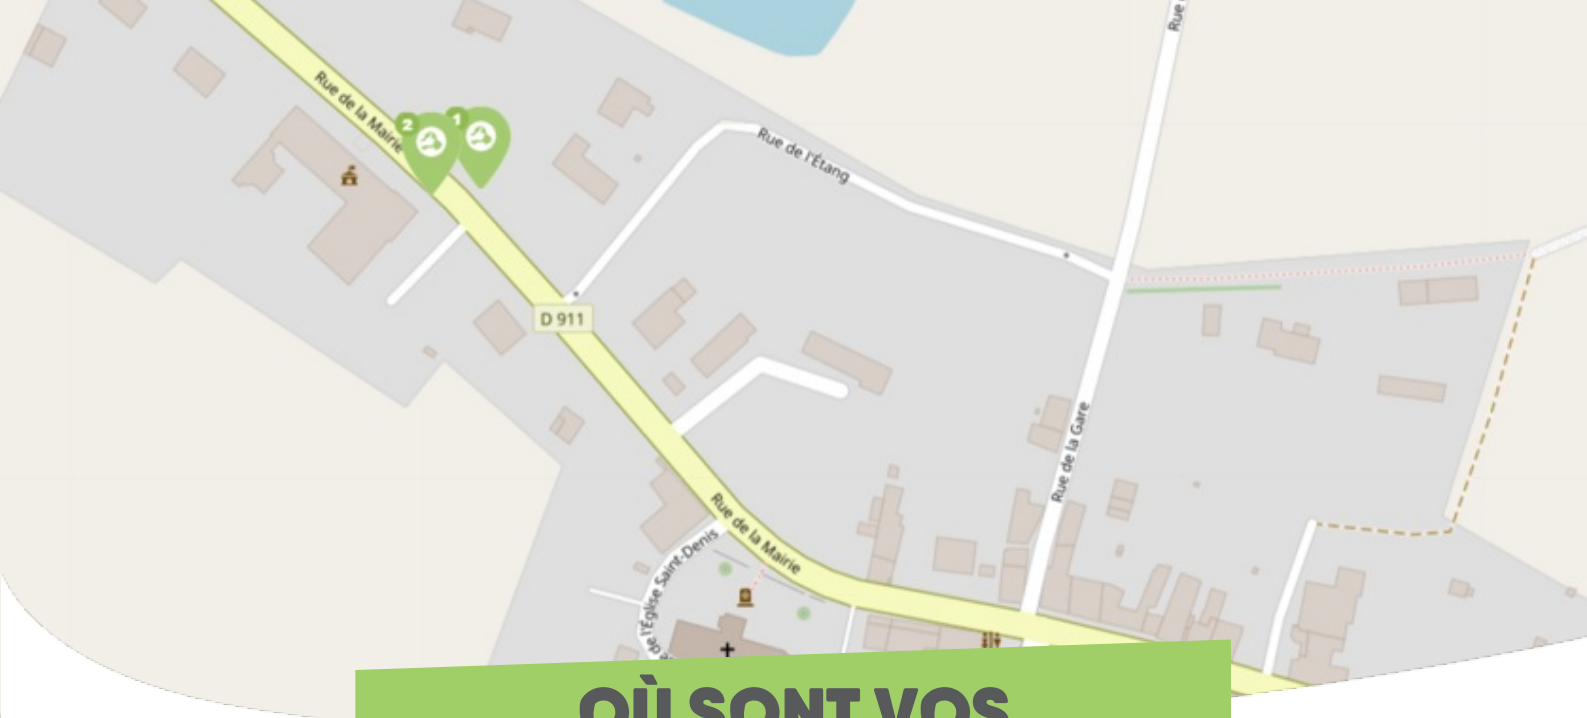 Rue
Rue de la Mairie
2
1
Rue de l'Étang
D 911
Rue de la Gare
Rue de la Mairie
de l'Église Saint-Denis
OÙ SONT VOS